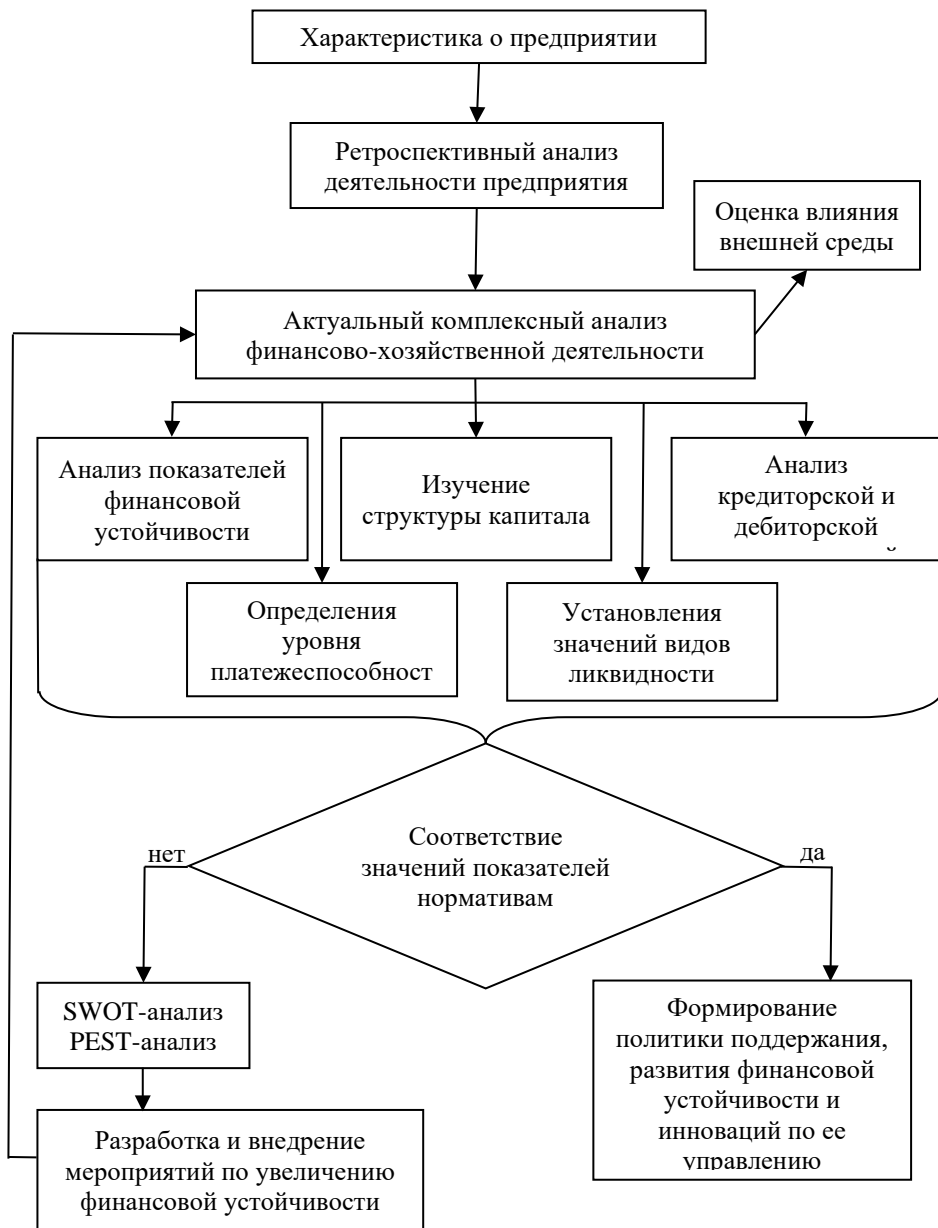 Характеристика о предприятии
Ретроспективный анализ
деятельности предприятия
Оценка влияния
внешней среды
Актуальный комплексный анализ
финансово-хозяйственной деятельности
Анализ показателей
финансовой
устойчивости
Изучение
структуры капитала
Анализ
кредиторской и
дебиторской
Определения
уровня
платежеспособност
Установления
значений видов
ликвидности
Соответствие
значений показателей
нормативам
нет
да
SWOT-анализ
PEST-анализ
Формирование
политики поддержания,
развития финансовой
устойчивости и
инноваций по ее
управлению
Разработка и внедрение
мероприятий по увеличению
финансовой устойчивости